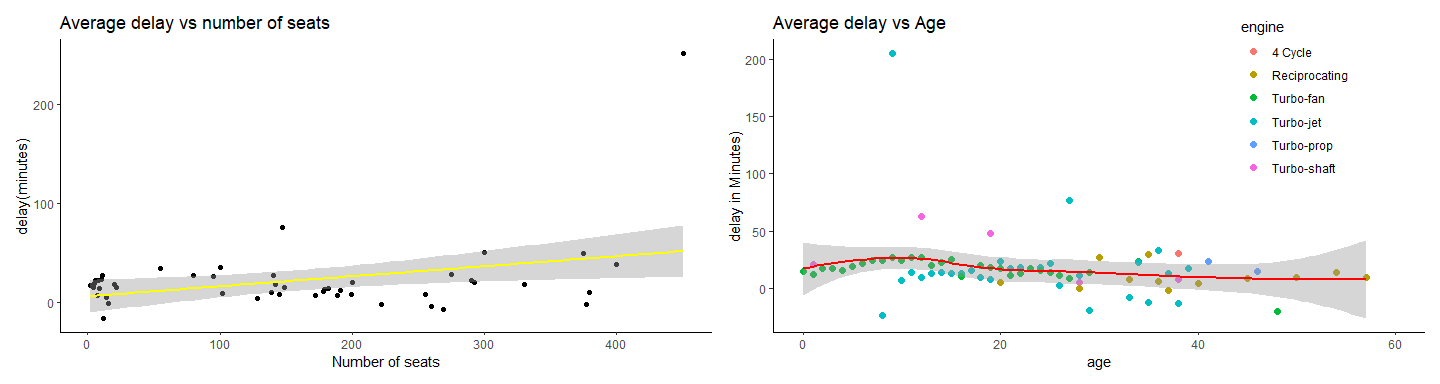 Average delay vs number of seats
delay(minutes)
200
100
0
0
100
200
300
400
Number of seats
Average delay vs Age
delay in Minutes)
200
150
100
50
0
0
20
40
60
age
engine
4 Cycle
Reciprocating
Turbo-fan
Turbo-jet
Turbo-prop
Turbo-shaft